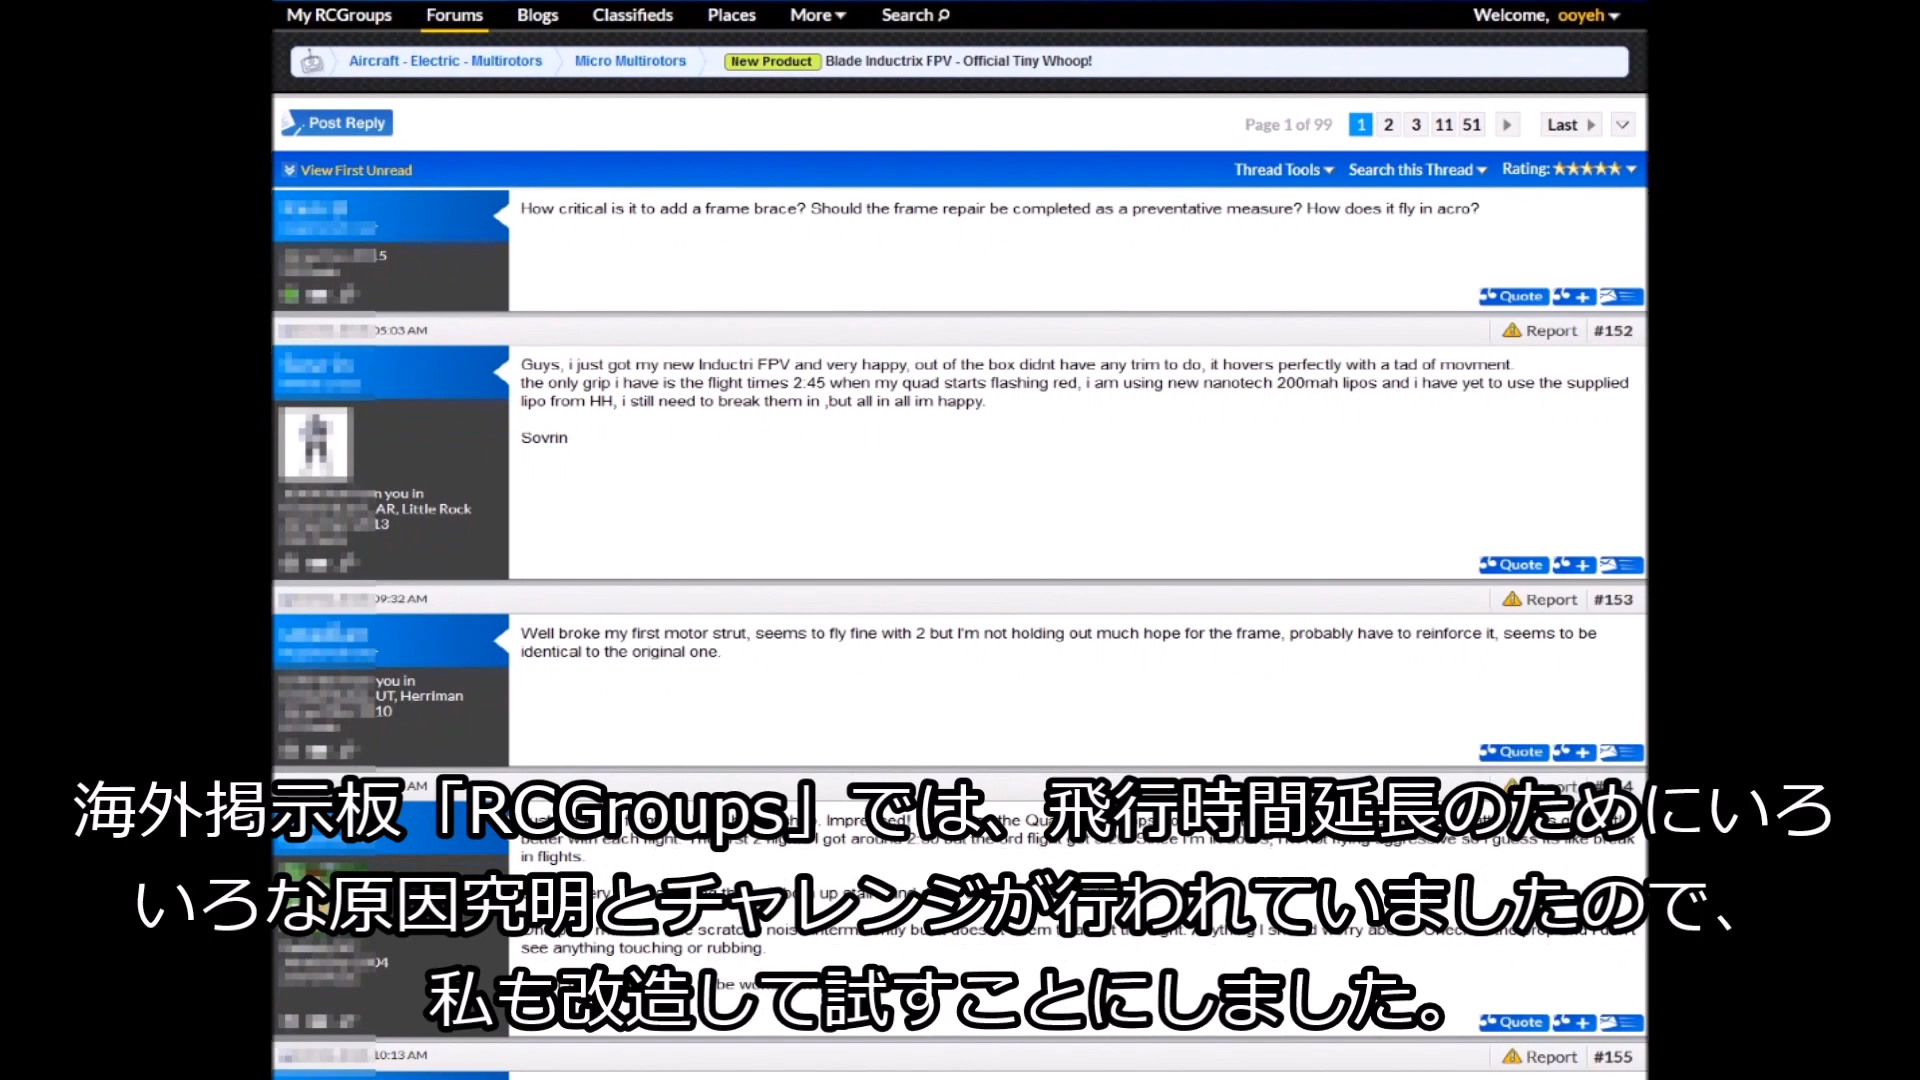 My RCGroups Forums Blogs Classifieds Places More Search Welcome, ooyeh
Aircraft - Electric - Multirotors Micro Multirotors New Product Blade Inductrix FPV - Official Tiny Whoop!
Post Reply Page 1 of 99 1 2 3 11 51 Last
View First Unread Thread Tools Search this Thread Rating:
How critical is it to add a frame brace? Should the frame repair be completed as a preventative measure? How does it fly in acro?
Quote
05:03 AM Report #152
Guys, i just got my new Inductri FPV and very happy, out of the box didnt have any trim to do, it hovers perfectly with a tad of movment.
the only grip i have is the flight times 2:45 when my quad starts flashing red, i am using new nanotech 200mah lipos and i have yet to use the supplied
lipo from HH, i still need to break them in ,but all in all im happy.
Sovrin
n you in
AR, Little Rock
13
Quote
09:32 AM Report #153
Well broke my first motor strut, seems to fly fine with 2 but I'm not holding out much hope for the frame, probably have to reinforce it, seems to be
identical to the original one.
you in
UT, Herriman
10
Quote
AM
海外掲示板「RCGroups」では、飛行時間延長のためにいろ
in flights.
いろな原因究明とチャレンジが行われていましたので、
see anything touching or rubbing.
私も改造して試すことにしました。
Quote
10:13 AM Report #155